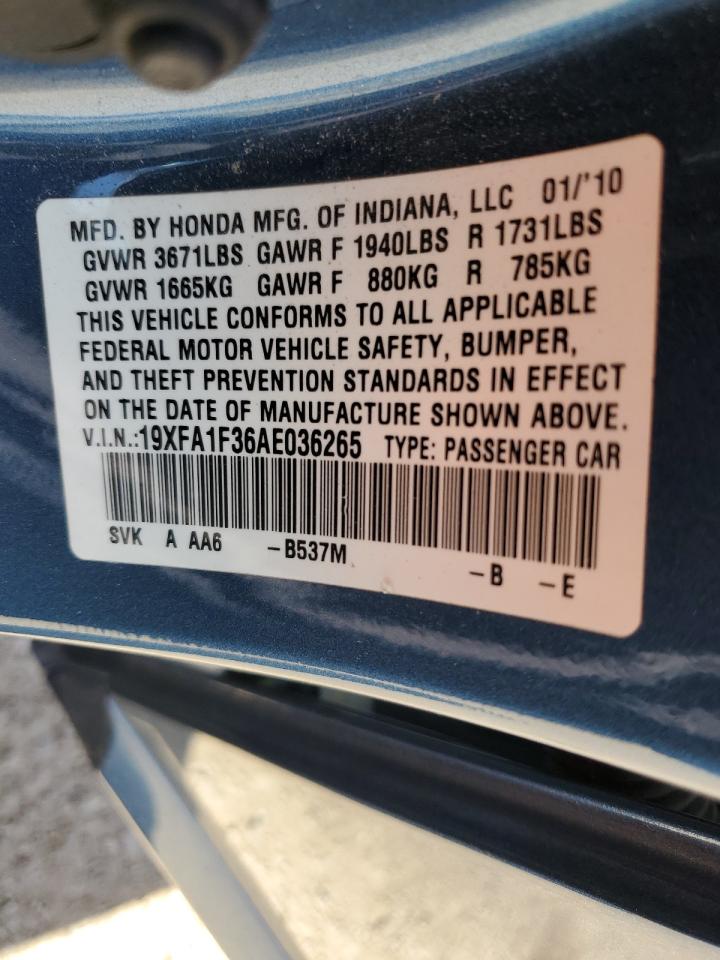 MFD. BY HONDA MFG. OF INDIANA, LLC 01/'10
GVWR 3671LBS GAWR F 1940LBS R 1731LBS
GVWR 1665KG GAWR F 880KG R 785KG
THIS VEHICLE CONFORMS TO ALL APPLICABLE
FEDERAL MOTOR VEHICLE SAFETY, BUMPER,
AND THEFT PREVENTION STANDARDS IN EFFECT
ON THE DATE OF MANUFACTURE SHOWN ABOVE.
V.I.N.:19XFA1F36AE036265 TYPE: PASSENGER CAR
SVK A AA6 -B537M -B -E